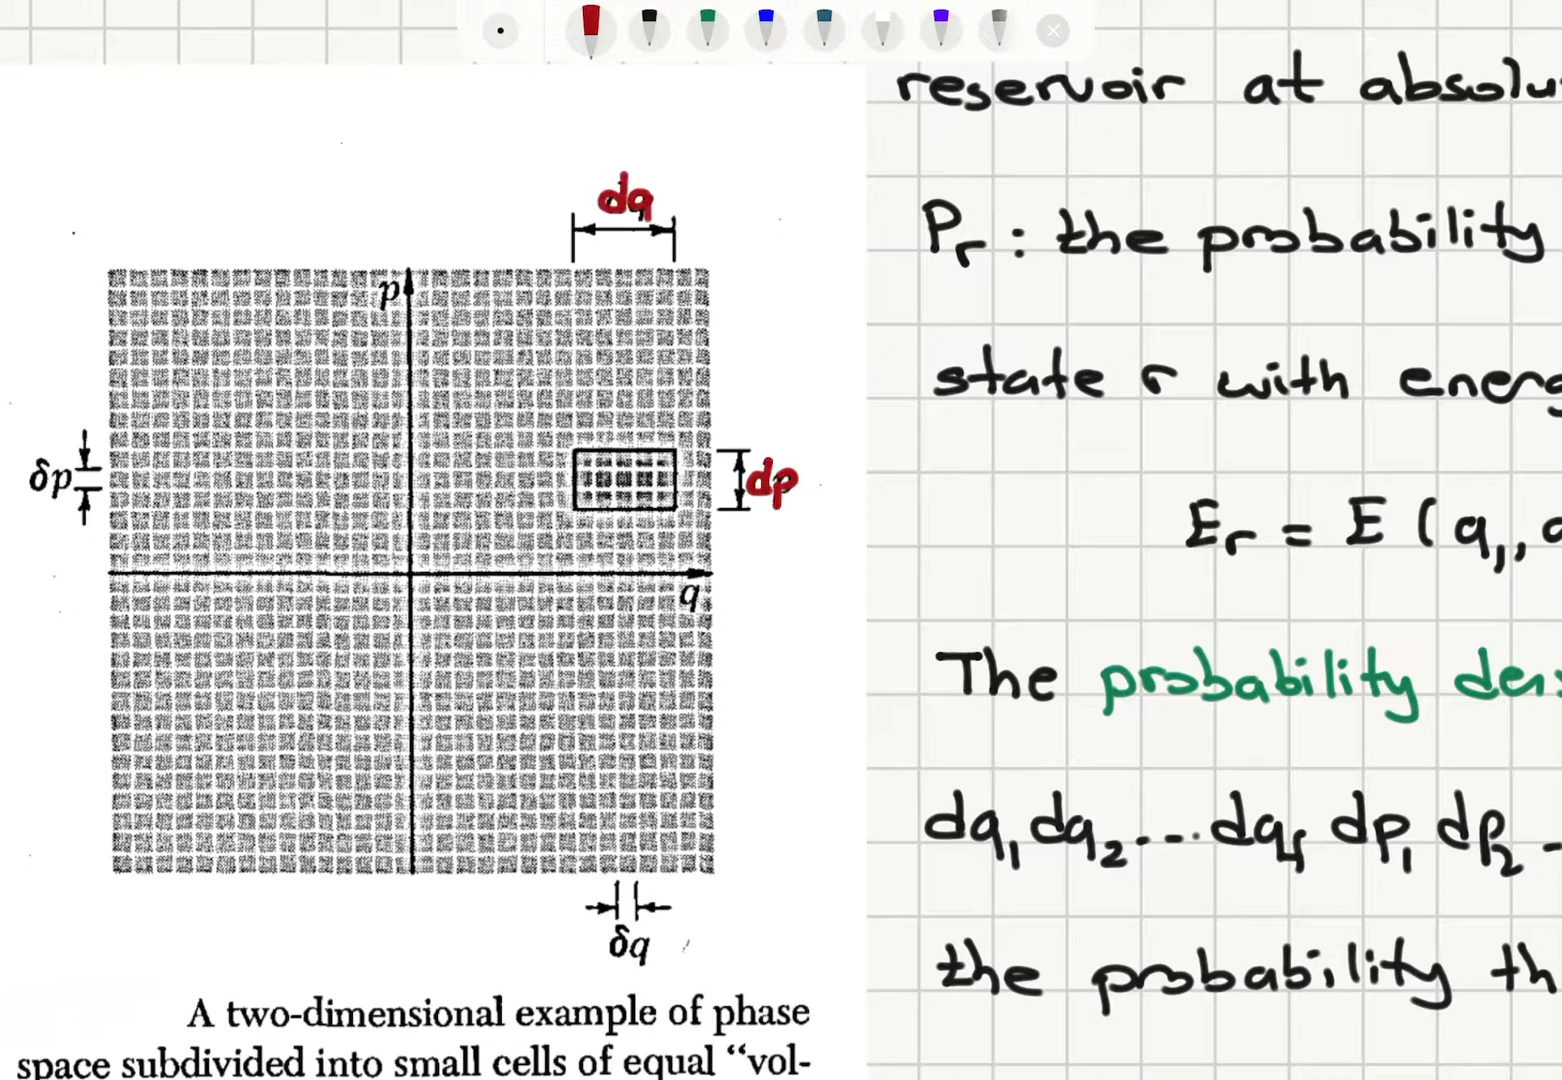 dq
p
δp
dp
q
δq
A two-dimensional example of phase
space subdivided into small cells of equal “vol-
reservoir at absolu
Pr : the probability
state r with energ
Er = E ( q1,
The probability den
dq1 dq2 ... dqf dp1 dp2 -
the probability th